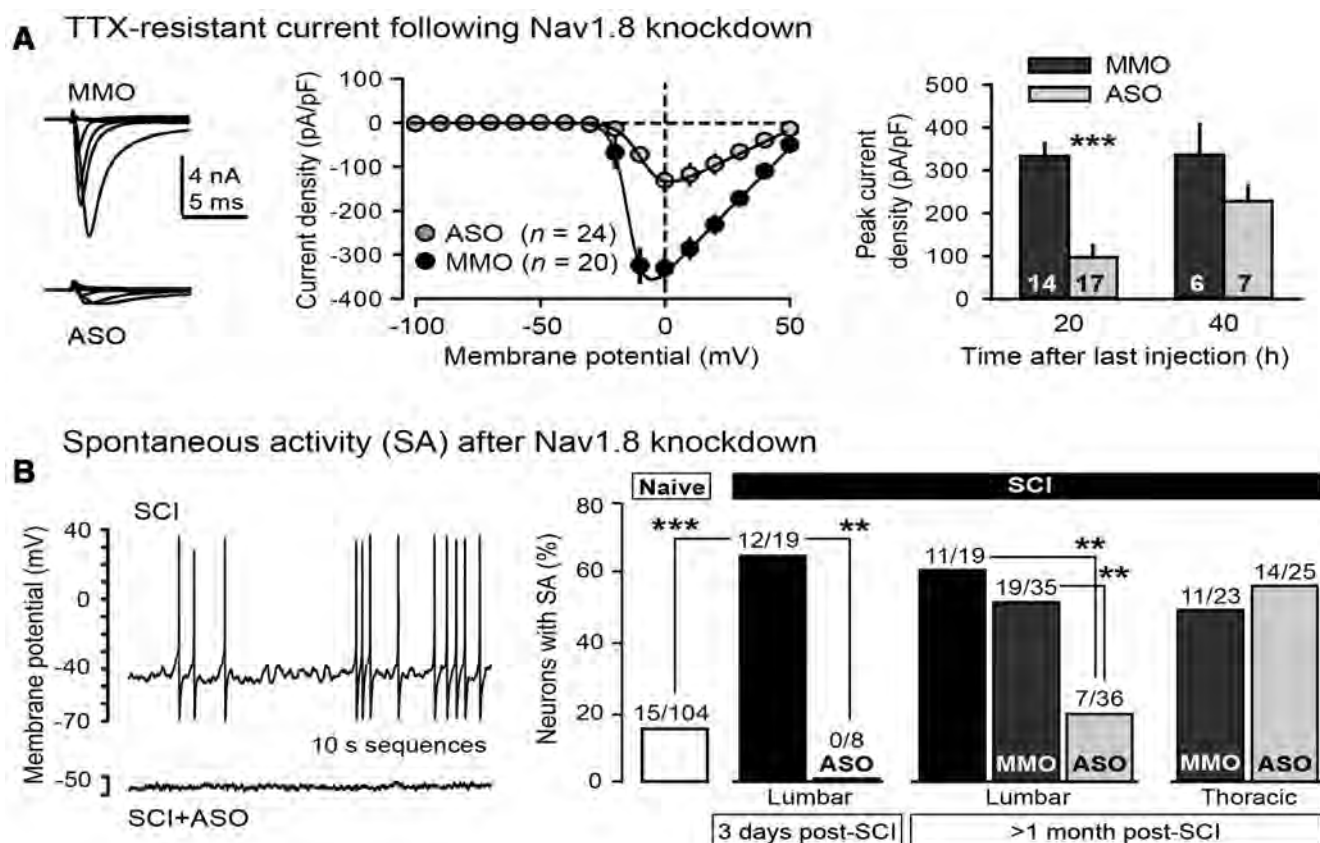 A TTX-resistant current following Nav1.8 knockdown
MMO
4 nA
5 ms
ASO
Current density (pA/pF)
100
0
-100
-200
-300
-400
ASO (n = 24)
MMO (n = 20)
-100 -50 0 50
Membrane potential (mV)
MMO
ASO
Peak current
density (pA/pF)
500
400
300
200
100
0
***
14 17 6 7
20 40
Time after last injection (h)
Spontaneous activity (SA) after Nav1.8 knockdown
B
SCI
Membrane potential (mV)
40
0
-40
-70
10 s sequences
-50
SCI+ASO
Neurons with SA (%)
80
60
40
20
0
Naive SCI
*** **
12/19
11/19 **
19/35 **
11/23 14/25
15/104
0/8
7/36
ASO
MMO ASO
MMO ASO
Lumbar Lumbar Thoracic
3 days post-SCI >1 month post-SCI